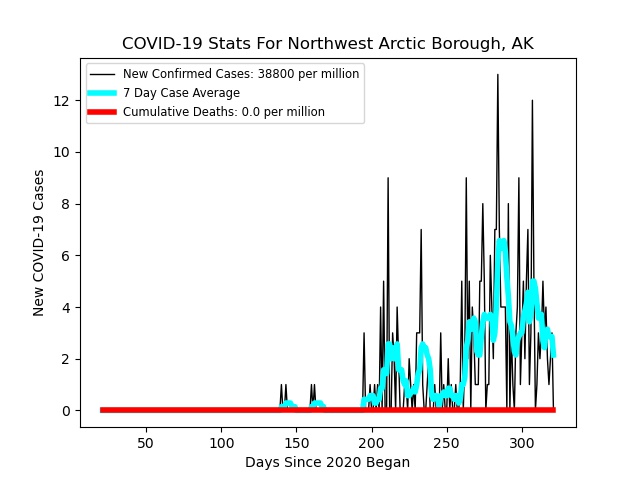 COVID-19 Stats For Northwest Arctic Borough, AK
New Confirmed Cases: 38800 per million
7 Day Case Average
Cumulative Deaths: 0.0 per million
New COVID-19 Cases
12
10
8
6
4
2
0
50 100 150 200 250 300
Days Since 2020 Began